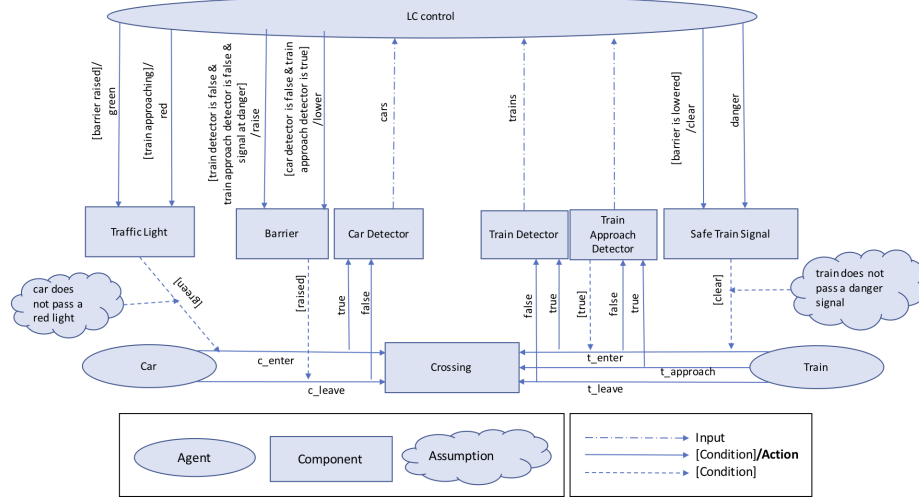 LC control
[barrier raised]/
green
[train approaching]/
red
[train detector is false &
train approach detector is false &
signal at danger]
/raise
[car detector is false & train
approach detector is true]
/lower
cars
trains
[barrier is lowered]
/clear
danger
Traffic Light
Barrier
Car Detector
Train Detector
Train
Approach
Detector
Safe Train Signal
car does
not pass a
red light
[green]
[raised]
true
false
false
true
[true]
false
true
[clear]
train does not
pass a danger
signal
Car
c_enter
c_leave
Crossing
t_enter
t_approach
t_leave
Train
Agent
Component
Assumption
Input
[Condition]/Action
[Condition]